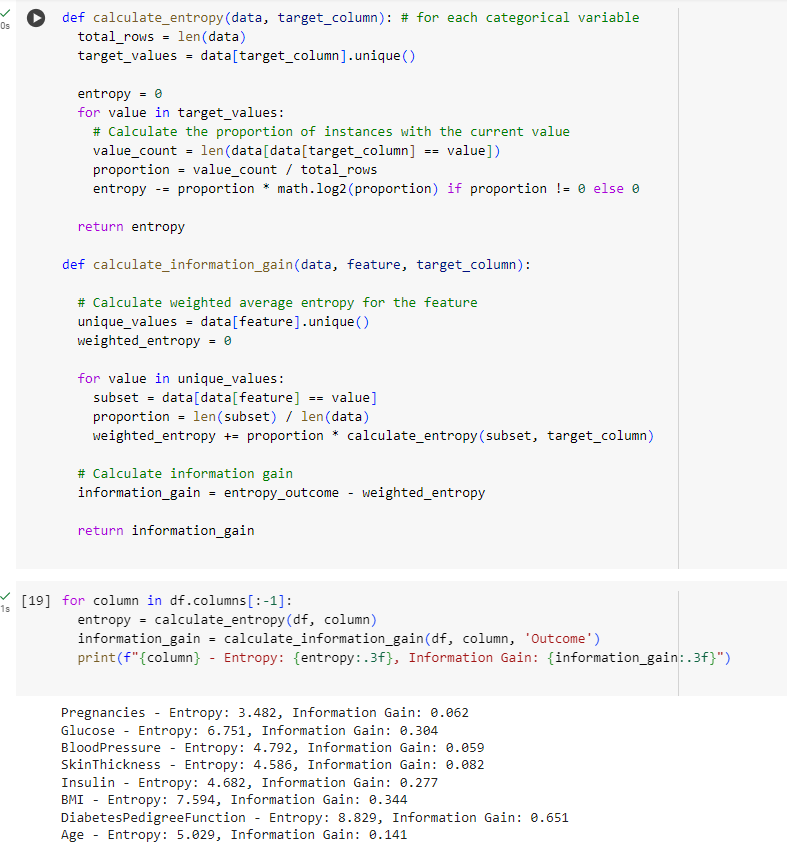 0s
def calculate_entropy(data, target_column): # for each categorical variable
  total_rows = len(data)
  target_values = data[target_column].unique()

  entropy = 0
  for value in target_values:
    # Calculate the proportion of instances with the current value
    value_count = len(data[data[target_column] == value])
    proportion = value_count / total_rows
    entropy -= proportion * math.log2(proportion) if proportion != 0 else 0

  return entropy

def calculate_information_gain(data, feature, target_column):

  # Calculate weighted average entropy for the feature
  unique_values = data[feature].unique()
  weighted_entropy = 0

  for value in unique_values:
    subset = data[data[feature] == value]
    proportion = len(subset) / len(data)
    weighted_entropy += proportion * calculate_entropy(subset, target_column)

  # Calculate information gain
  information_gain = entropy_outcome - weighted_entropy

  return information_gain

1s
[19] for column in df.columns[:-1]:
  entropy = calculate_entropy(df, column)
  information_gain = calculate_information_gain(df, column, 'Outcome')
  print(f"{column} - Entropy: {entropy:.3f}, Information Gain: {information_gain:.3f}")

Pregnancies - Entropy: 3.482, Information Gain: 0.062
Glucose - Entropy: 6.751, Information Gain: 0.304
BloodPressure - Entropy: 4.792, Information Gain: 0.059
SkinThickness - Entropy: 4.586, Information Gain: 0.082
Insulin - Entropy: 4.682, Information Gain: 0.277
BMI - Entropy: 7.594, Information Gain: 0.344
DiabetesPedigreeFunction - Entropy: 8.829, Information Gain: 0.651
Age - Entropy: 5.029, Information Gain: 0.141